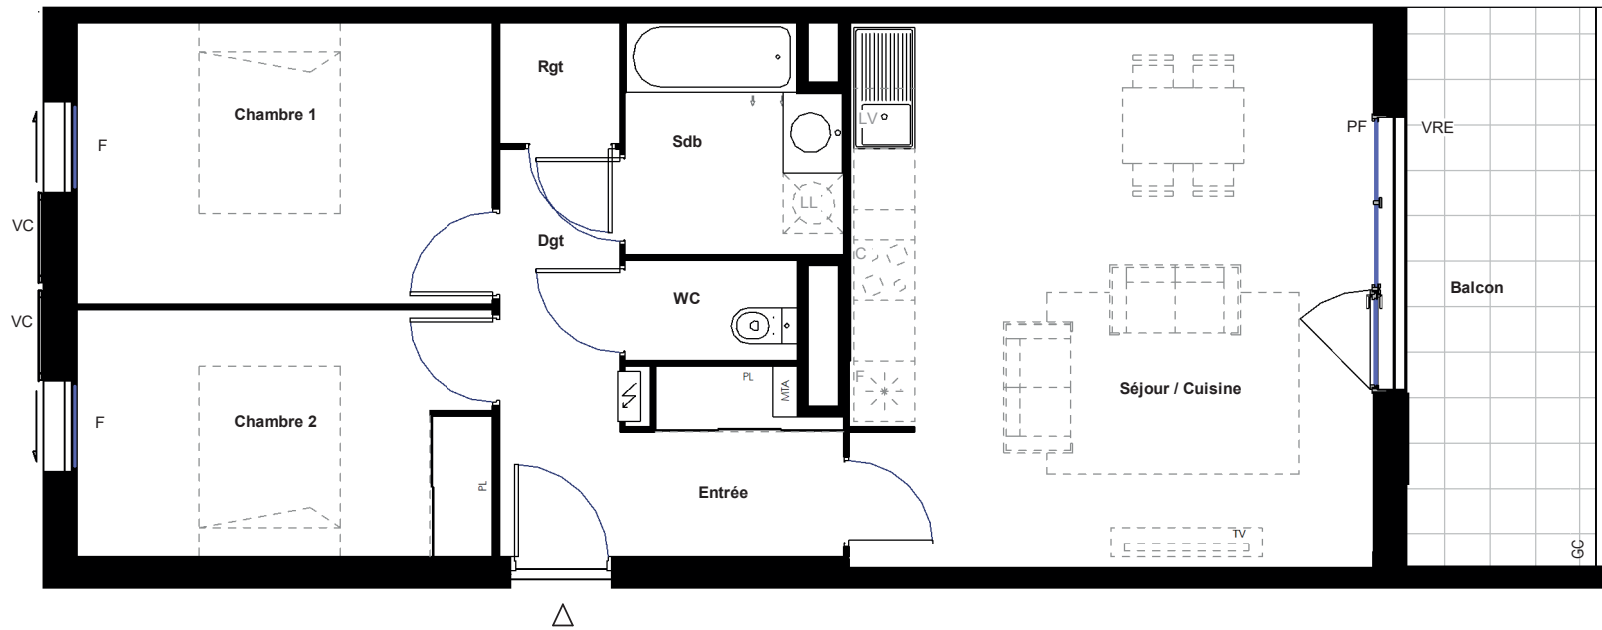 Rgt
Chambre 1
LV
PF
VRE
F
Sdb
LL
VC
Dgt
C
Balcon
WC
VC
PL
MTA
F
Séjour / Cuisine
Chambre 2
F
PL
Entrée
TV
GC